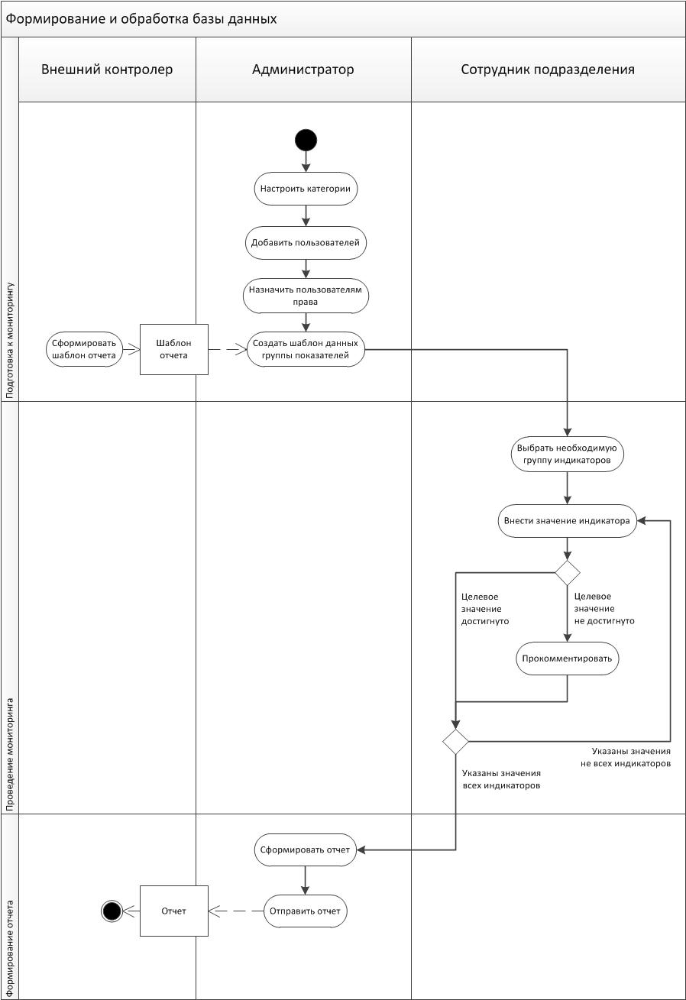 Формирование и обработка базы данных
Внешний контролер
Администратор
Сотрудник подразделения
Подготовка к мониторингу
Настроить категории
Добавить пользователей
Назначить пользователям
права
Сформировать
шаблон отчета
Шаблон
отчета
Создать шаблон данных
группы показателей
Проведение мониторинга
Выбрать необходимую
группу индикаторов
Внести значение индикатора
Целевое
значение
достигнуто
Целевое
значение
не достигнуто
Прокомментировать
Указаны значения
не всех индикаторов
Указаны значения
всех индикаторов
Формирование отчета
Сформировать отчет
Отправить отчет
Отчет